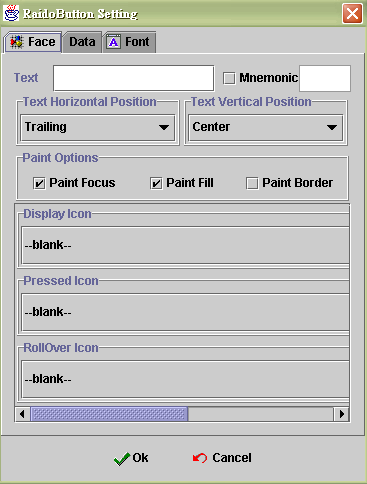 RaidoButton Setting
Face Data Font
Text Mnemonic
Text Horizontal Position Text Vertical Position
Trailing Center
Paint Options
Paint Focus Paint Fill Paint Border
Display Icon
--blank--
Pressed Icon
--blank--
RollOver Icon
--blank--
Ok Cancel